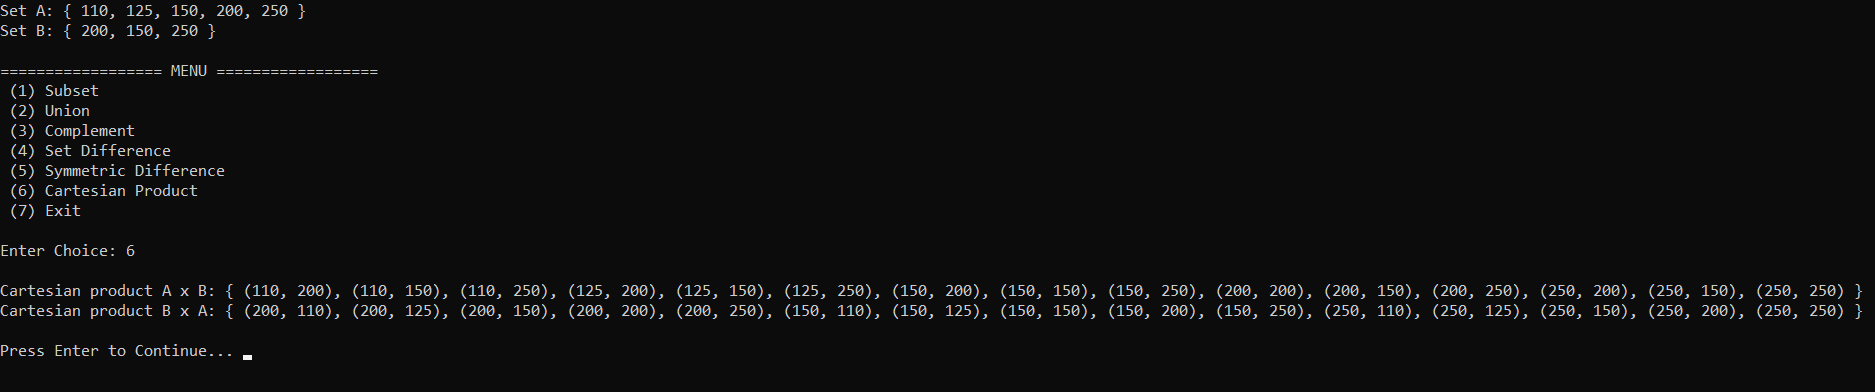 Set A: { 110, 125, 150, 200, 250 }
Set B: { 200, 150, 250 }
================== MENU ==================
(1) Subset
(2) Union
(3) Complement
(4) Set Difference
(5) Symmetric Difference
(6) Cartesian Product
(7) Exit
Enter Choice: 6
Cartesian product A x B: { (110, 200), (110, 150), (110, 250), (125, 200), (125, 150), (125, 250), (150, 200), (150, 150), (150, 250), (200, 200), (200, 150), (200, 250), (250, 200), (250, 150), (250, 250) }
Cartesian product B x A: { (200, 110), (200, 125), (200, 150), (200, 200), (200, 250), (150, 110), (150, 125), (150, 150), (150, 200), (150, 250), (250, 110), (250, 125), (250, 150), (250, 200), (250, 250) }
Press Enter to Continue...